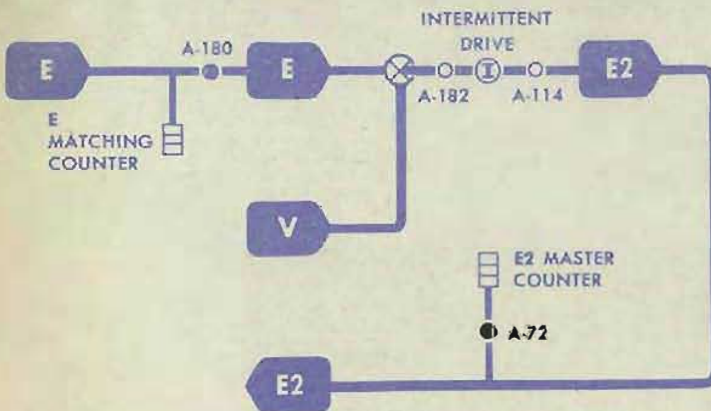 INTERMITTENT
DRIVE
E
A-180
E
A-182
I
A-114
E2
E
MATCHING
COUNTER
V
E2 MASTER
COUNTER
A-72
E2